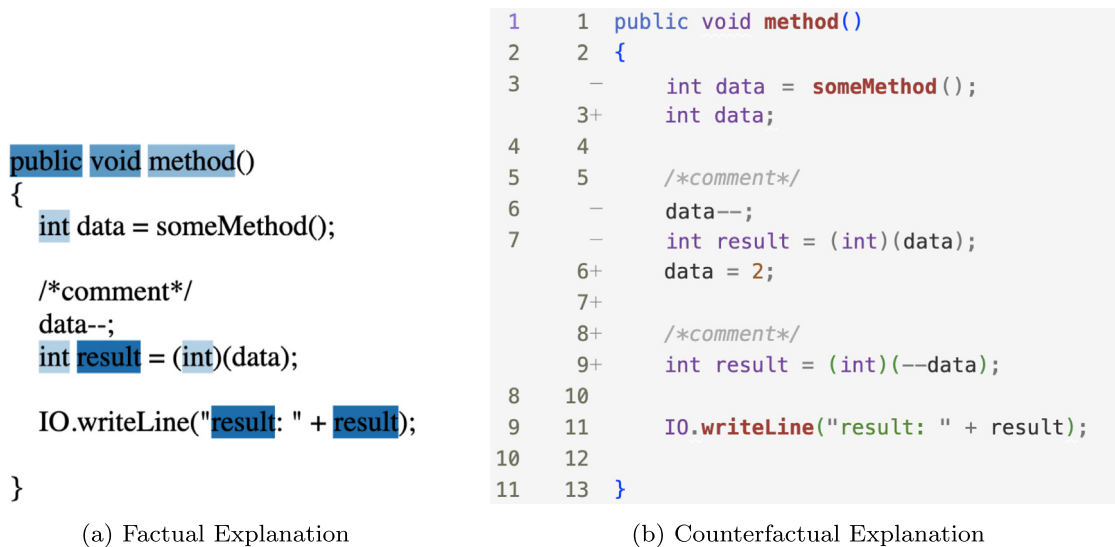 public void method()
{
int data = someMethod();
/*comment*/
data--;
int result = (int)(data);
IO.writeLine("result: " + result);
}
(a) Factual Explanation
1 1 public void method()
2 2 {
3 − int data = someMethod();
3+ int data;
4 4
5 5 /*comment*/
6 − data--;
7 − int result = (int)(data);
6+ data = 2;
7+
8+ /*comment*/
9+ int result = (int)(--data);
8 10
9 11 IO.writeLine("result: " + result);
10 12
11 13 }
(b) Counterfactual Explanation